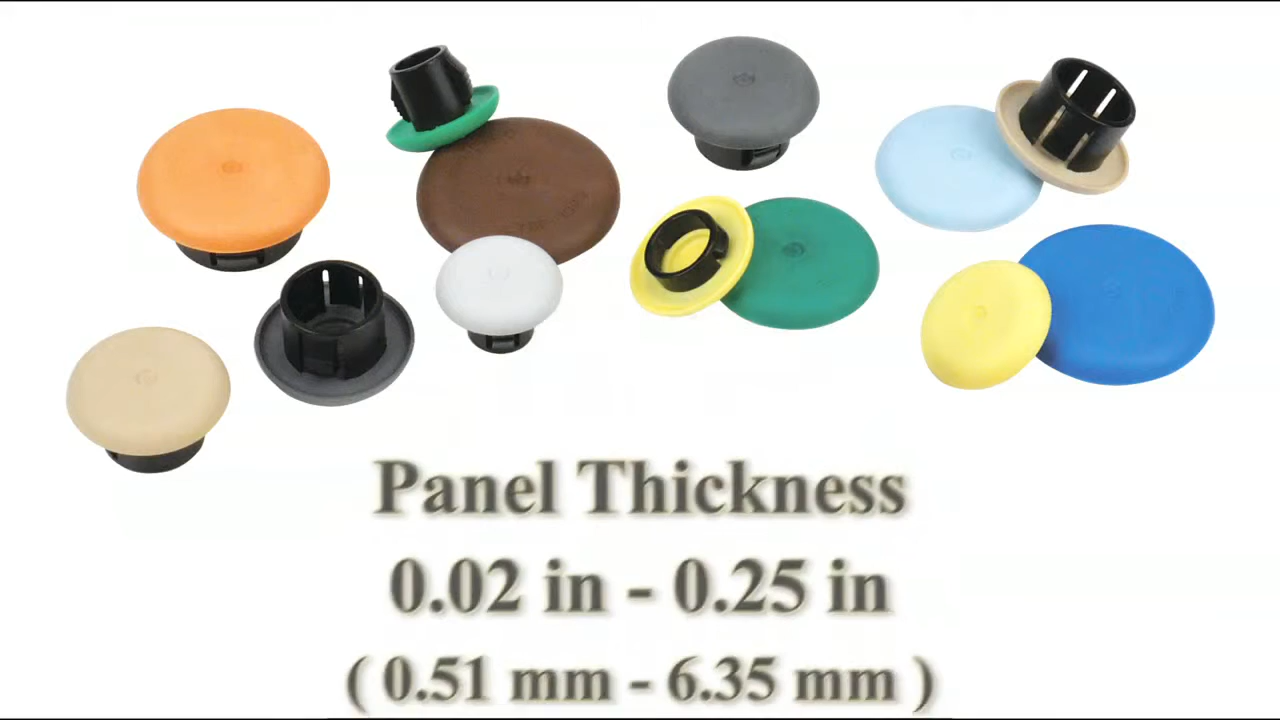 Panel Thickness
0.02 in - 0.25 in
( 0.51 mm - 6.35 mm )